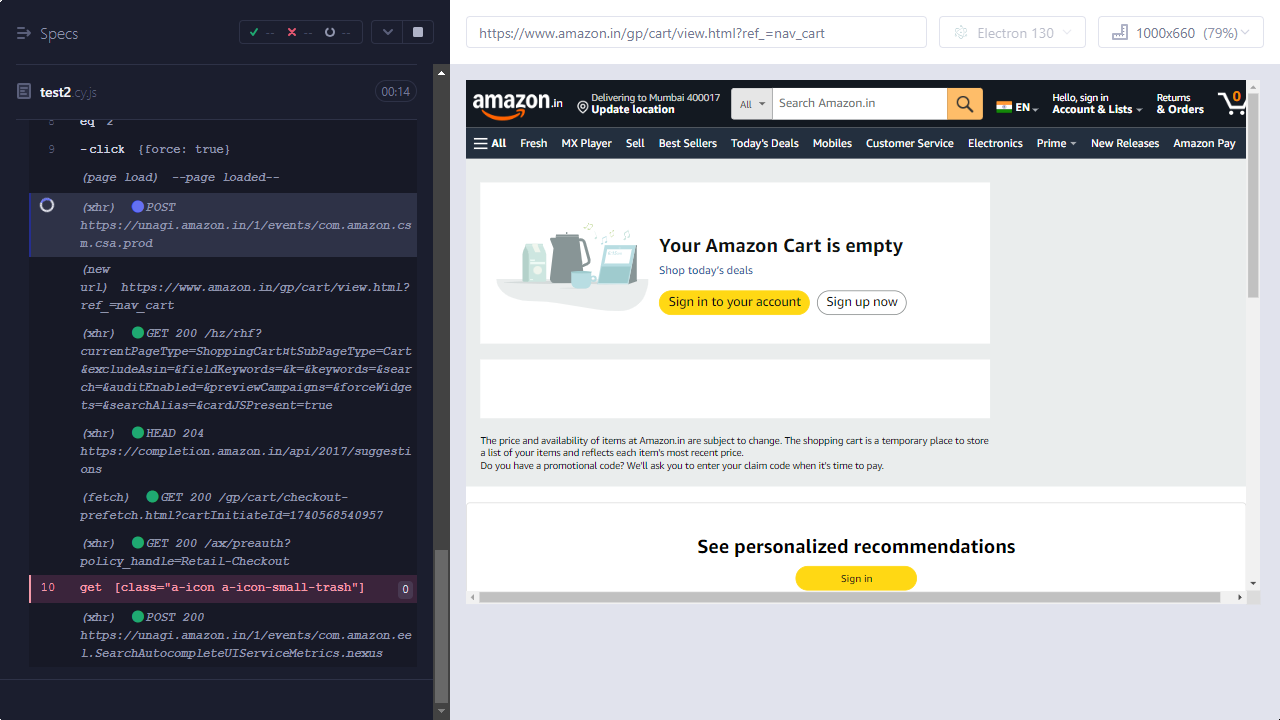 Specs
--
--
--
https://www.amazon.in/gp/cart/view.html?ref_=nav_cart
Electron 130
1000x660 (79%)
test2.cy.js
00:14
8 eq 2
9 -click {force: true}
(page load) --page loaded--
(xhr) POST
https://unagi.amazon.in/1/events/com.amazon.cs
m.csa.prod
(new
url) https://www.amazon.in/gp/cart/view.html?
ref_=nav_cart
(xhr) GET 200 /hz/rhf?
currentPageType=ShoppingCart¤tSubPageType=Cart
&excludeAsin=&fieldKeywords=&k=&keywords=&sear
ch=&auditEnabled=&previewCampaigns=&forceWidge
ts=&searchAlias=&cardJSPresent=true
(xhr) HEAD 204
https://completion.amazon.in/api/2017/suggesti
ons
(fetch) GET 200 /gp/cart/checkout-
prefetch.html?cartInitiateId=1740568540957
(xhr) GET 200 /ax/preauth?
policy_handle=Retail-Checkout
10 get [class="a-icon a-icon-small-trash"] 0
(xhr) POST 200
https://unagi.amazon.in/1/events/com.amazon.ee
l.SearchAutocompleteUIServiceMetrics.nexus
amazon.in
Delivering to Mumbai 400017
Update location
All
Search Amazon.in
EN
Hello, sign in
Account & Lists
Returns
& Orders
0
All Fresh MX Player Sell Best Sellers Today's Deals Mobiles Customer Service Electronics Prime New Releases Amazon Pay
Your Amazon Cart is empty
Shop today's deals
Sign in to your account Sign up now
The price and availability of items at Amazon.in are subject to change. The shopping cart is a temporary place to store
a list of your items and reflects each item's most recent price.
Do you have a promotional code? We'll ask you to enter your claim code when it's time to pay.
See personalized recommendations
Sign in